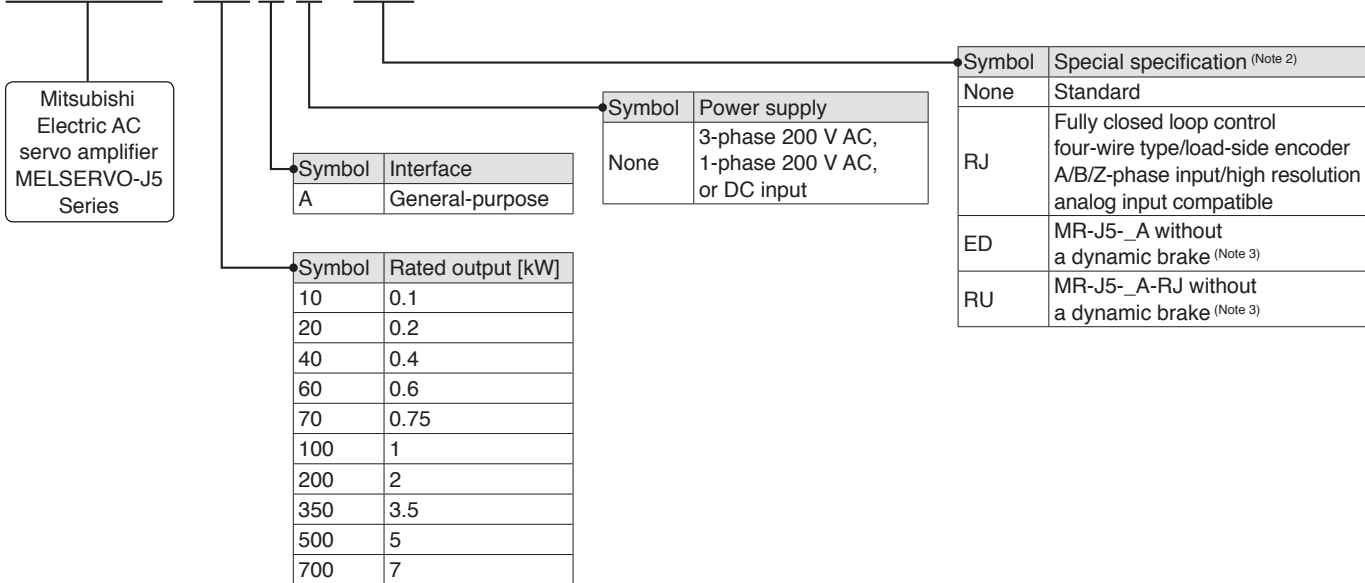 Mitsubishi
Electric AC
servo amplifier
MELSERVO-J5
Series
Symbol Interface
A General-purpose
Symbol Rated output [kW]
10 0.1
20 0.2
40 0.4
60 0.6
70 0.75
100 1
200 2
350 3.5
500 5
700 7
Symbol Power supply
None 3-phase 200 V AC,
1-phase 200 V AC,
or DC input
Symbol Special specification (Note 2)
None Standard
RJ Fully closed loop control
four-wire type/load-side encoder
A/B/Z-phase input/high resolution
analog input compatible
ED MR-J5-_A without
a dynamic brake (Note 3)
RU MR-J5-_A-RJ without
a dynamic brake (Note 3)